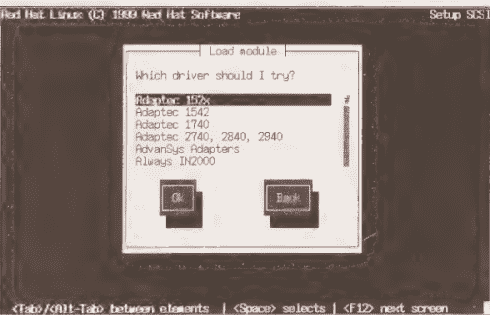 Red Hat Linux (C) 1999 Red Hat Software Setup SCSI
Load module
Which driver should I try?
Adaptec 152x
Adaptec 1542
Adaptec 1740
Adaptec 2740, 2840, 2940
AdvanSys Adapters
Always IN2000
Ok Back
<Tab>/<Alt-Tab> between elements | <Space> selects | <F12> next screen